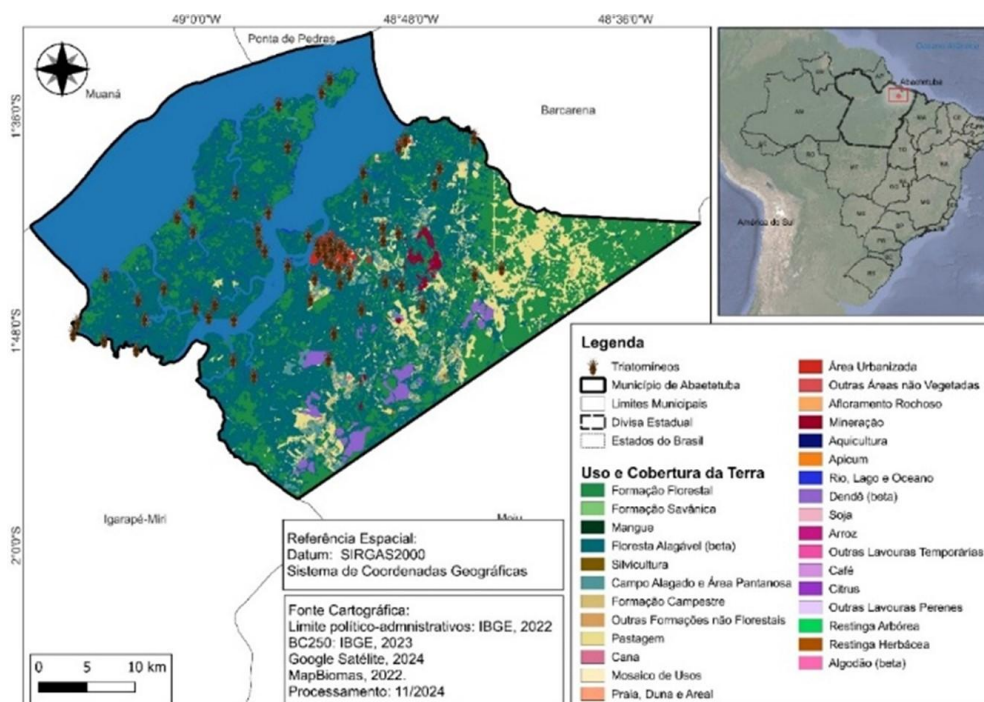 49°0'0"W
48°48'0"W
48°36'0"W
Ponta de Pedras
Muaná
Barcarena
1°36'0"S
1°48'0"S
2°0'0"S
Igarapé-Miri
Moju
Abaetetuba
América do Sul
Legenda
Triatomíneos
Município de Abaetetuba
Limites Municipais
Divisa Estadual
Estados do Brasil
Uso e Cobertura da Terra
Formação Florestal
Formação Savânica
Mangue
Floresta Alagável (beta)
Silvicultura
Campo Alagado e Área Pantanosa
Formação Campestre
Outras Formações não Florestais
Pastagem
Cana
Mosaico de Usos
Praia, Duna e Areal
Área Urbanizada
Outras Áreas não Vegetadas
Afloramento Rochoso
Mineração
Aquicultura
Apicum
Rio, Lago e Oceano
Dendê (beta)
Soja
Arroz
Outras Lavouras Temporárias
Café
Citrus
Outras Lavouras Perenes
Restinga Arbórea
Restinga Herbácea
Algodão (beta)
Referência Espacial:
Datum: SIRGAS2000
Sistema de Coordenadas Geográficas
Fonte Cartográfica:
Limite político-admnistrativos: IBGE, 2022
BC250: IBGE, 2023
Google Satélite, 2024
MapBiomas, 2022.
Processamento: 11/2024
0 5 10 km